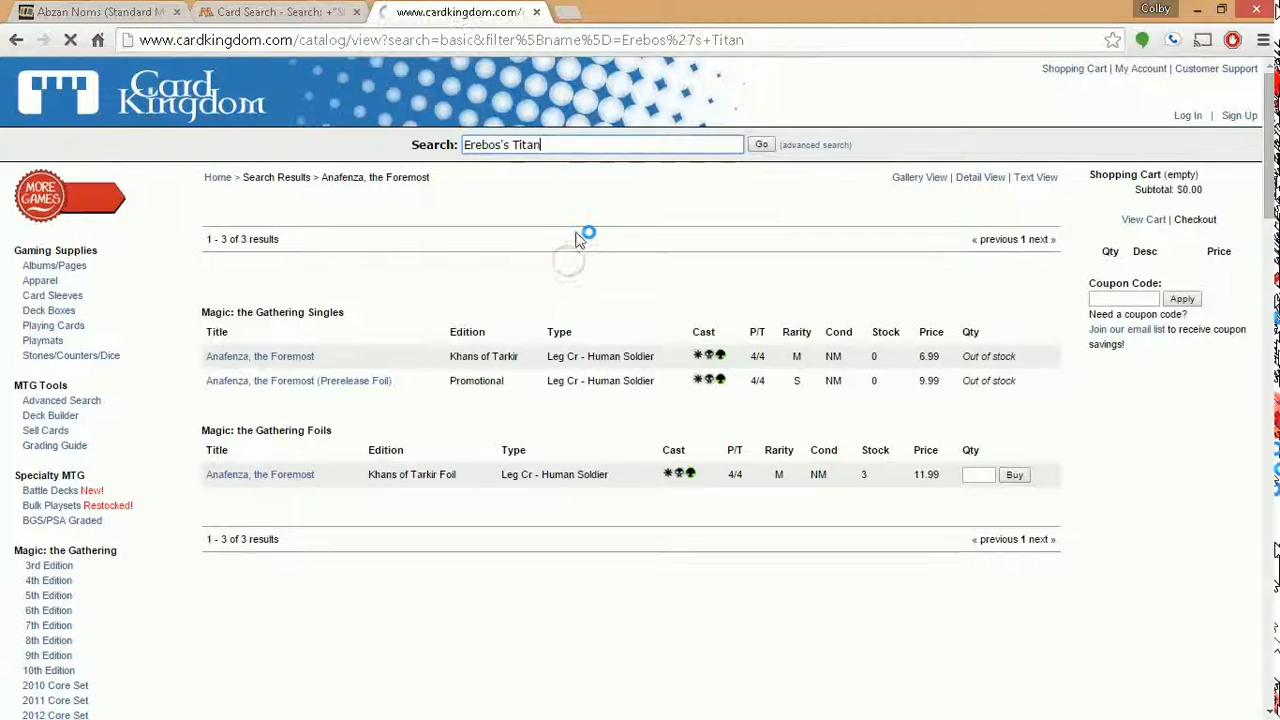 Abzan Noms (Standard M
Card Search - Search: +"S
www.cardkingdom.com/
Colby
www.cardkingdom.com/catalog/view?search=basic&filter%5Bname%5D=Erebos%27s+Titan
Card Kingdom
Shopping Cart | My Account | Customer Support
Log In | Sign Up
Search: Erebos's Titan Go (advanced search)
MORE GAMES
Home > Search Results > Anafenza, the Foremost
Gallery View | Detail View | Text View
1 - 3 of 3 results
« previous 1 next »
Magic: the Gathering Singles
Title Edition Type Cast P/T Rarity Cond Stock Price Qty
Anafenza, the Foremost Khans of Tarkir Leg Cr - Human Soldier 4/4 M NM 0 6.99 Out of stock
Anafenza, the Foremost (Prerelease Foil) Promotional Leg Cr - Human Soldier 4/4 S NM 0 9.99 Out of stock
Magic: the Gathering Foils
Title Edition Type Cast P/T Rarity Cond Stock Price Qty
Anafenza, the Foremost Khans of Tarkir Foil Leg Cr - Human Soldier 4/4 M NM 3 11.99 Buy
1 - 3 of 3 results
« previous 1 next »
Shopping Cart (empty)
Subtotal: $0.00
View Cart | Checkout
Qty Desc Price
Coupon Code:
Apply
Need a coupon code?
Join our email list to receive coupon
savings!
Gaming Supplies
Albums/Pages
Apparel
Card Sleeves
Deck Boxes
Playing Cards
Playmats
Stones/Counters/Dice
MTG Tools
Advanced Search
Deck Builder
Sell Cards
Grading Guide
Specialty MTG
Battle Decks New!
Bulk Playsets Restocked!
BGS/PSA Graded
Magic: the Gathering
3rd Edition
4th Edition
5th Edition
6th Edition
7th Edition
8th Edition
9th Edition
10th Edition
2010 Core Set
2011 Core Set
2012 Core Set